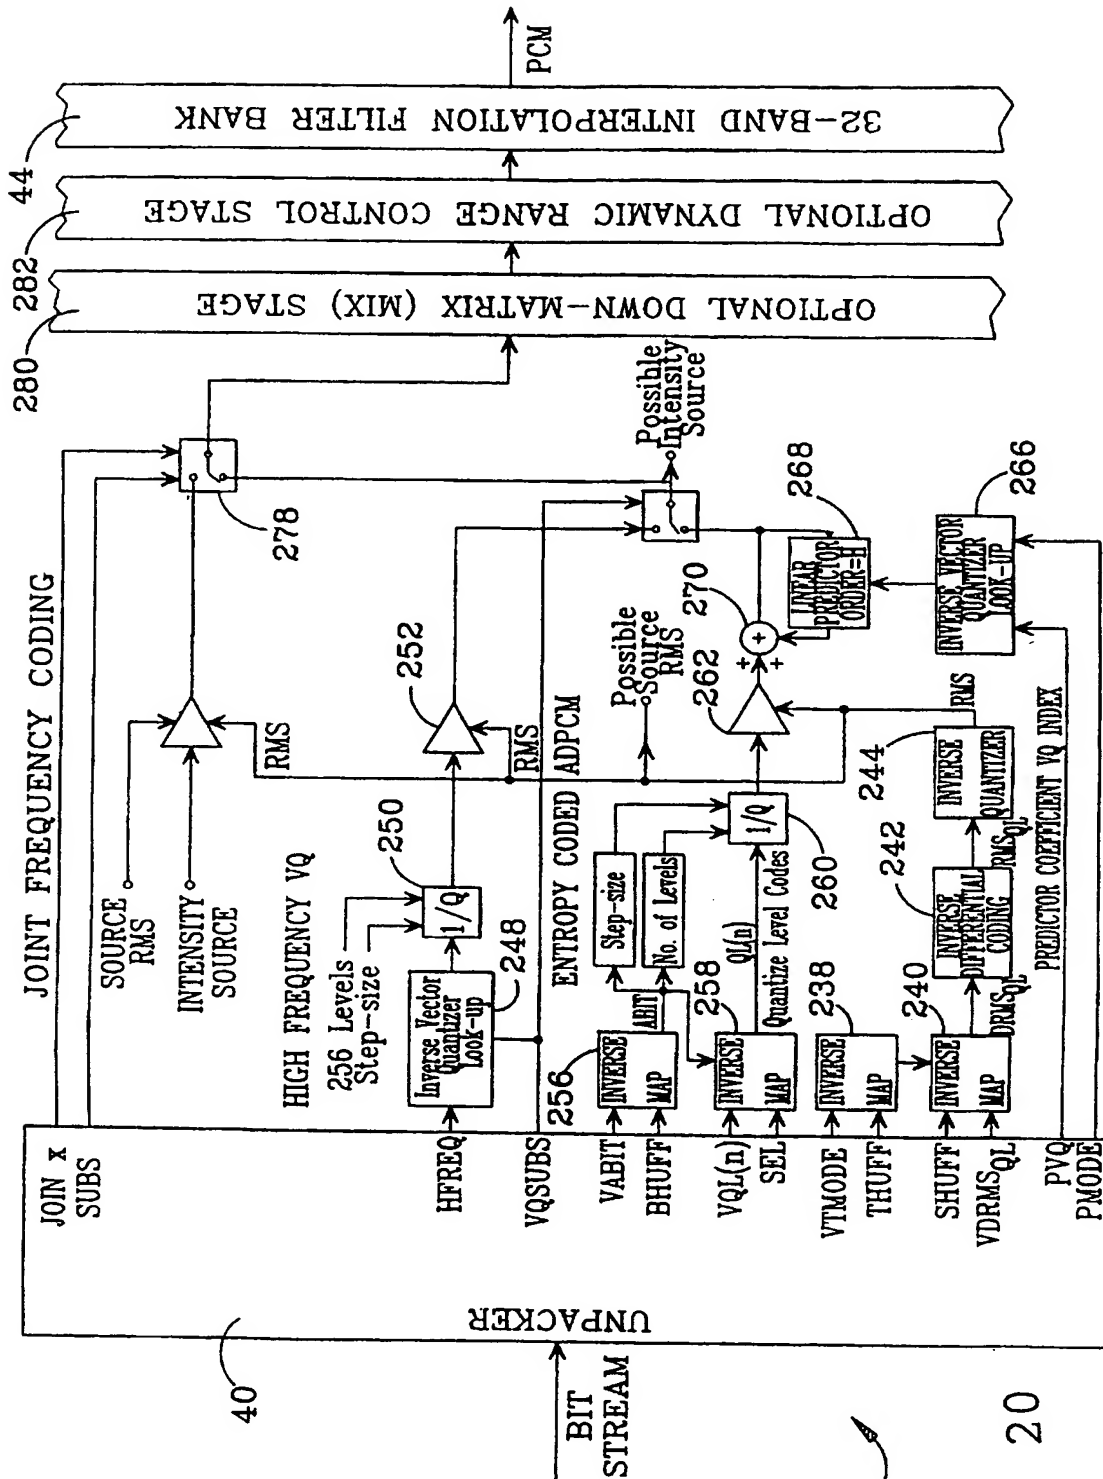 BIT
STREAM
20
40
UNPACKER
JOIN x
SUBS
HFREQ
VQSUBS
VABIT
BHUFF
VQL(n)
SEL
VTMODE
THUFF
SHUFF
VDRMS QL
PVQ
PMODE
JOINT FREQUENCY CODING
SOURCE
RMS
INTENSITY
SOURCE
RMS
278
HIGH FREQUENCY VQ
256 Levels
Step-size
Inverse Vector
Quantizer
Look-up
248
1/Q
250
252
RMS
ENTROPY CODED ADPCM
256
INVERSE
MAP
ABIT
Step-size
No. of Levels
258
INVERSE
MAP
QL(n)
Quantize Level Codes
1/Q
260
262
Possible
Source
RMS
270
+
+
+
LINEAR
PREDICTOR
ORDER=H
268
Possible
Intensity
Source
238
INVERSE
MAP
240
INVERSE
MAP
DRMS QL
242
INVERSE
DIFFERENTIAL
CODING
RMS QL
244
INVERSE
QUANTIZER
RMS
INVERSE VECTOR
QUANTIZER
LOOK-UP
266
PREDICTOR COEFFICIENT VQ INDEX
280
OPTIONAL DOWN-MATRIX (MIX) STAGE
282
OPTIONAL DYNAMIC RANGE CONTROL STAGE
44
32-BAND INTERPOLATION FILTER BANK
PCM